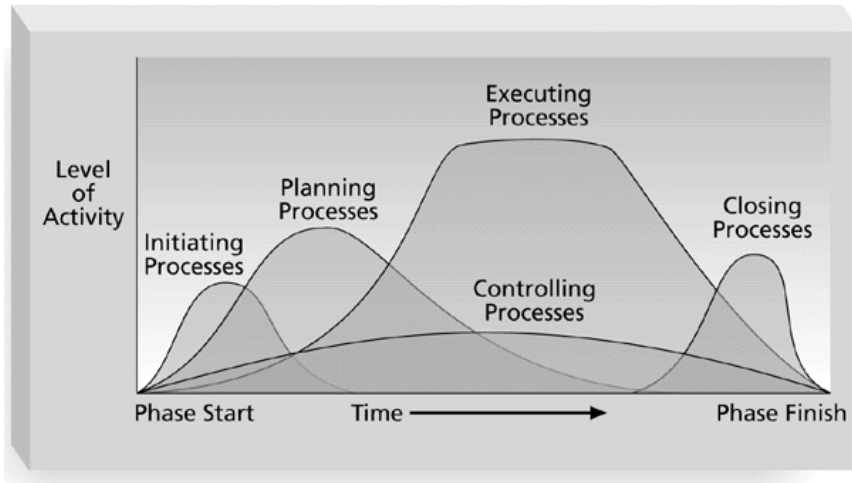 Executing
Processes
Level
of
Activity
Planning
Processes
Closing
Processes
Initiating
Processes
Controlling
Processes
Phase Start
Time
Phase Finish